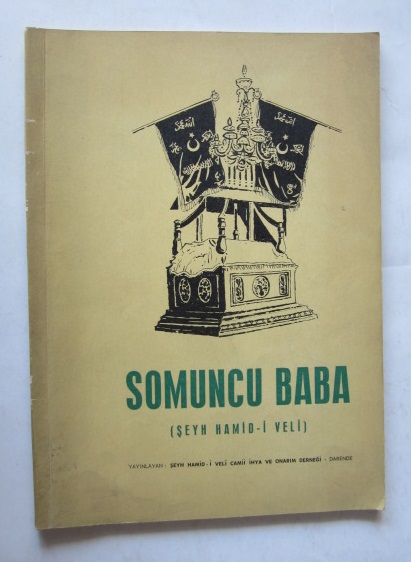 SOMUNCU BABA
(ŞEYH HAMİD-İ VELİ)
YAYINLAYAN : ŞEYH HAMİD - İ VELİ CAMİİ İHYA VE ONARIM DERNEĞİ - DARENDE